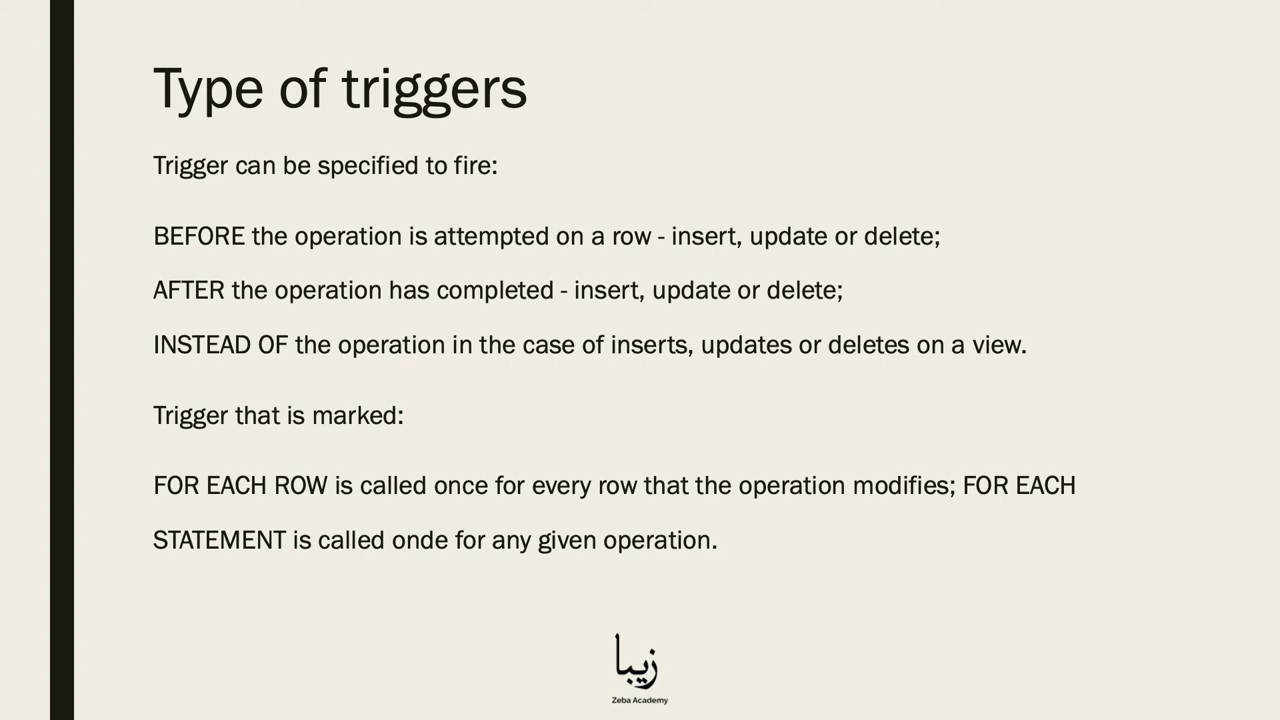 Type of triggers
Trigger can be specified to fire:
BEFORE the operation is attempted on a row - insert, update or delete;
AFTER the operation has completed - insert, update or delete;
INSTEAD OF the operation in the case of inserts, updates or deletes on a view.
Trigger that is marked:
FOR EACH ROW is called once for every row that the operation modifies; FOR EACH
STATEMENT is called onde for any given operation.
زيبا
Zeba Academy